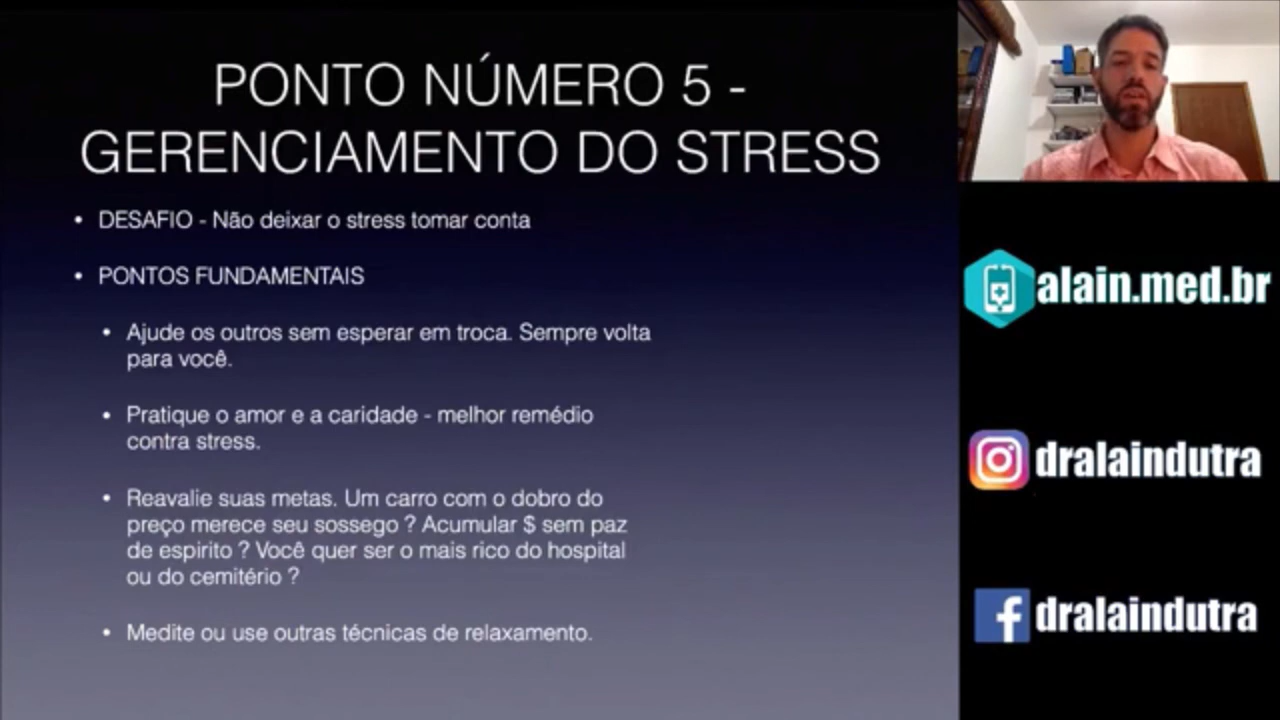 PONTO NÚMERO 5 -
GERENCIAMENTO DO STRESS
• DESAFIO - Não deixar o stress tomar conta
• PONTOS FUNDAMENTAIS
• Ajude os outros sem esperar em troca. Sempre volta
para você.
• Pratique o amor e a caridade - melhor remédio
contra stress.
• Reavalie suas metas. Um carro com o dobro do
preço merece seu sossego ? Acumular $ sem paz
de espirito ? Você quer ser o mais rico do hospital
ou do cemitério ?
• Medite ou use outras técnicas de relaxamento.
alain.med.br
dralaindutra
dralaindutra